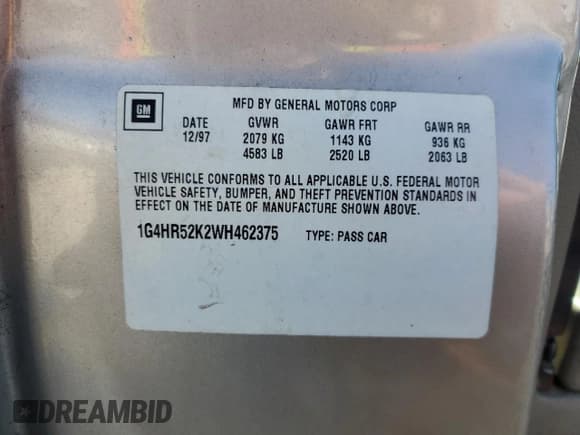 GM
MFD BY GENERAL MOTORS CORP
DATE GVWR GAWR FRT GAWR RR
12/97 2079 KG 1143 KG 936 KG
4583 LB 2520 LB 2063 LB
THIS VEHICLE CONFORMS TO ALL APPLICABLE U.S. FEDERAL MOTOR
VEHICLE SAFETY, BUMPER, AND THEFT PREVENTION STANDARDS IN
EFFECT ON THE DATE OF MANUFACTURE SHOWN ABOVE.
1G4HR52K2WH462375 TYPE: PASS CAR
DREAMBID